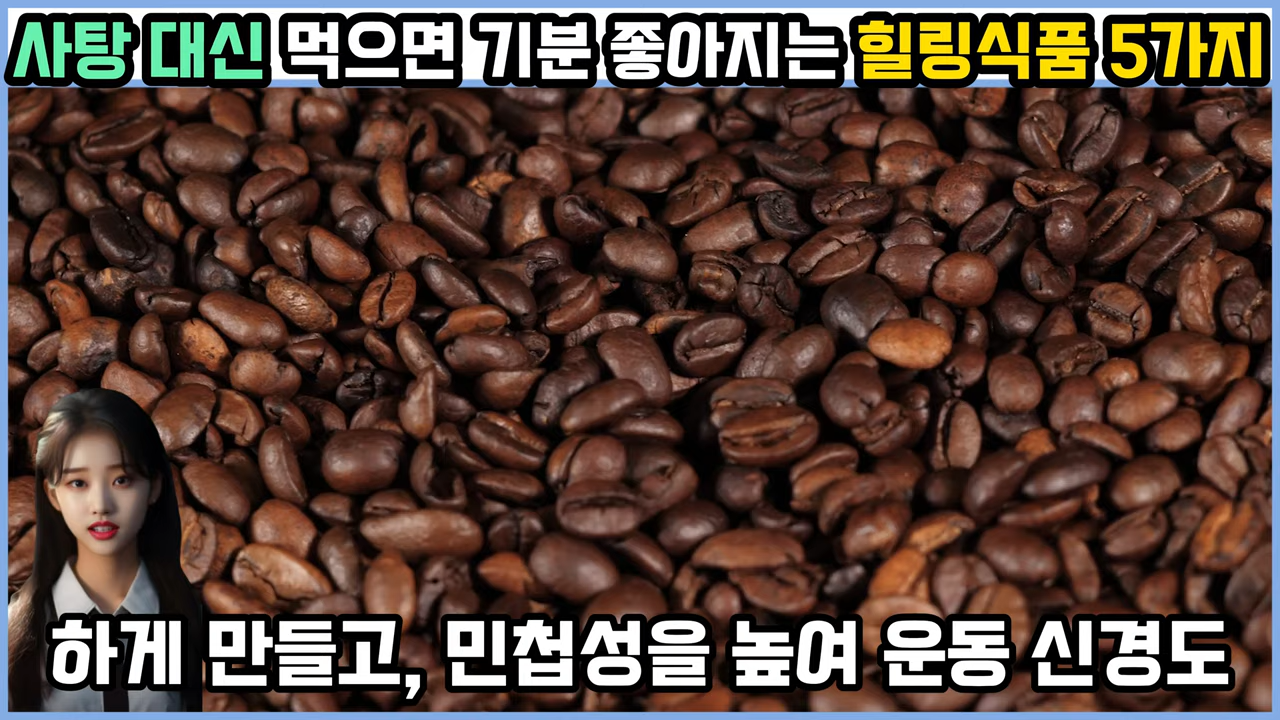 사탕 대신 먹으면 기분 좋아지는 힐링식품 5가지
하게 만들고, 민첩성을 높여 운동 신경도